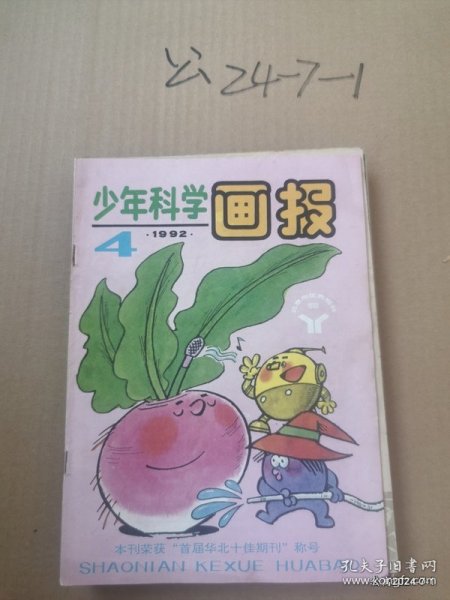 公24-7-1
少年科学画报
4
·1992·
本刊荣获“首届华北十佳期刊”称号
SHAONIAN KEXUE HUABA
孔夫子旧书网